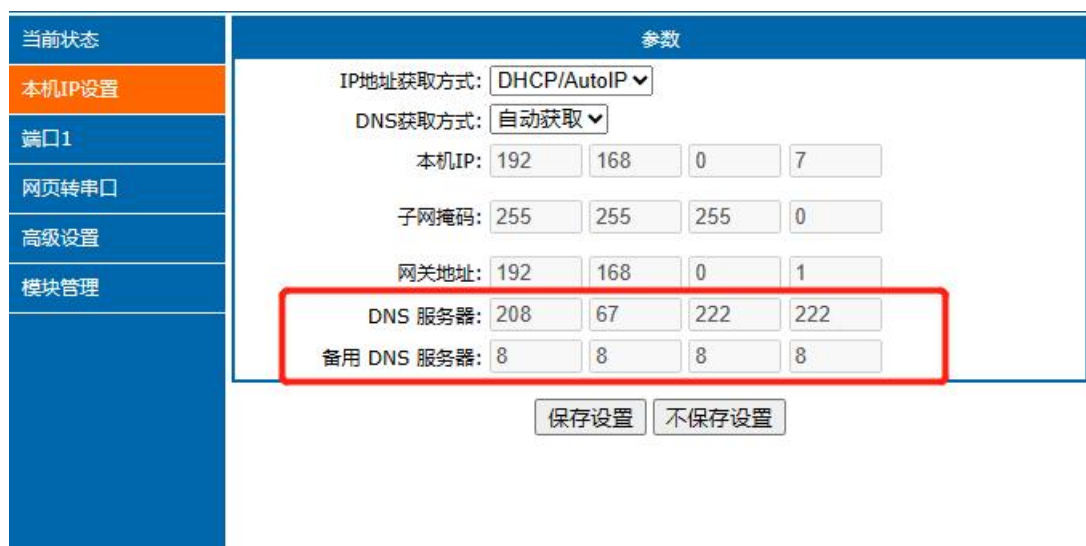 当前状态
本机IP设置
端口1
网页转串口
高级设置
模块管理
参数
IP地址获取方式: DHCP/AutoIP
DNS获取方式: 自动获取
本机IP: 192 168 0 7
子网掩码: 255 255 255 0
网关地址: 192 168 0 1
DNS 服务器: 208 67 222 222
备用 DNS 服务器: 8 8 8 8
保存设置 不保存设置